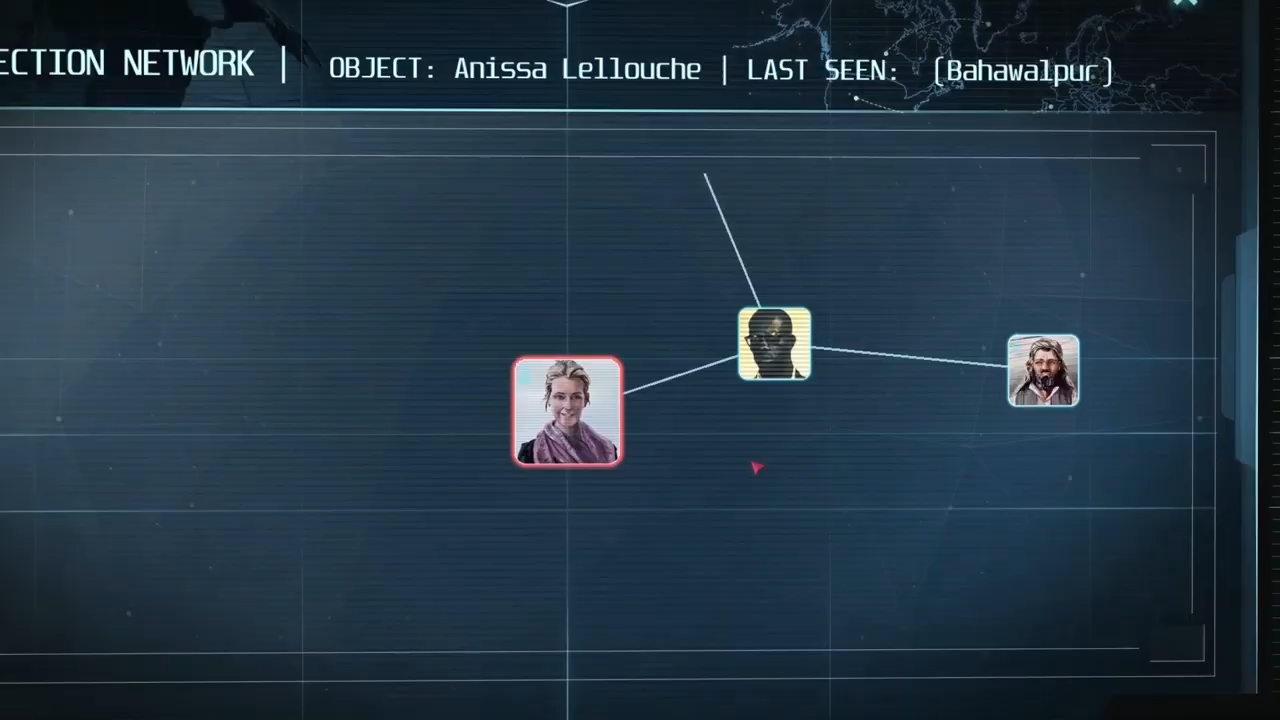 ECTION NETWORK | OBJECT: Anissa Lellouche | LAST SEEN: (Bahawalpur)